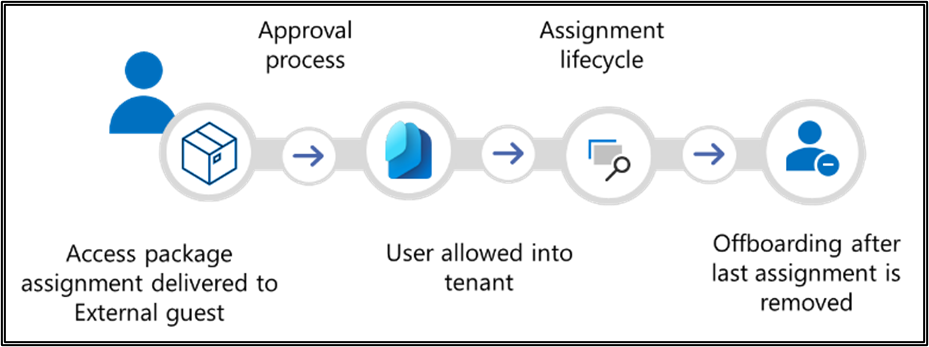 Approval
process
Assignment
lifecycle
Access package
assignment delivered to
External guest
User allowed into
tenant
Offboarding after
last assignment is
removed